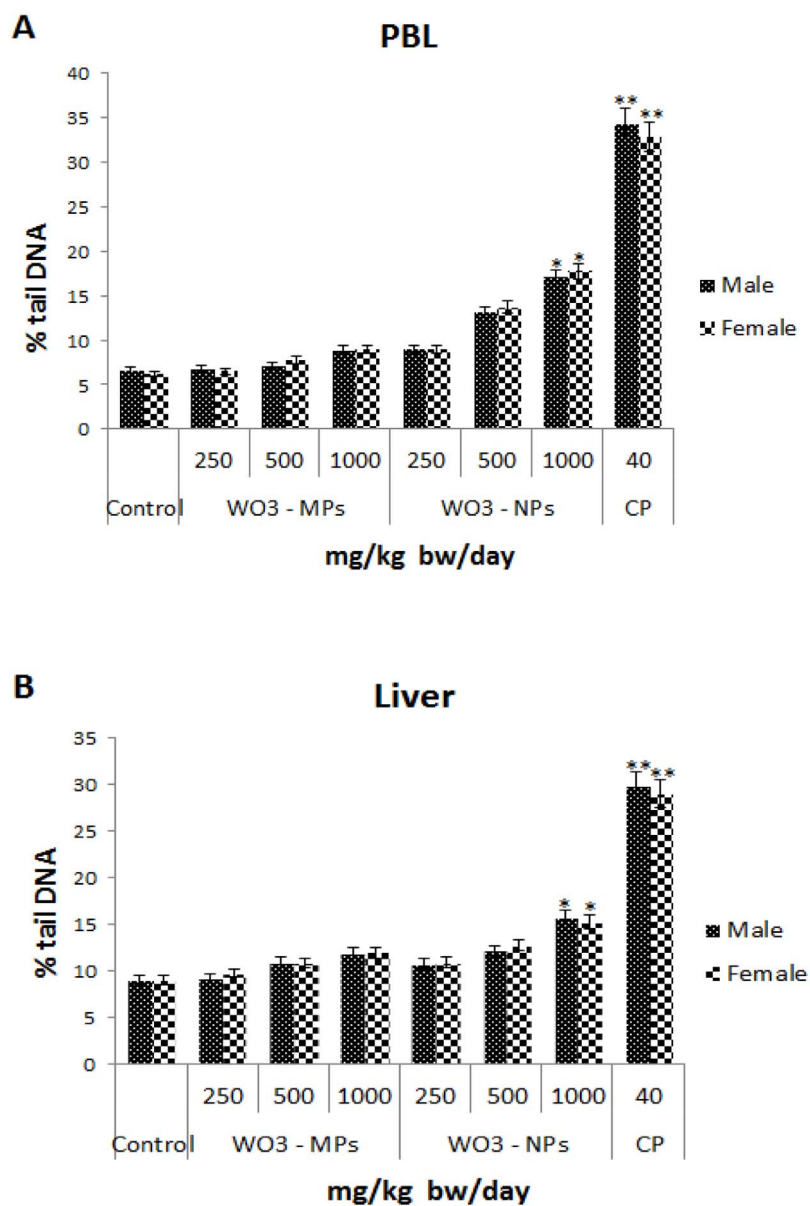 A
PBL
40
35
30
25
20
15
10
5
0
% tail DNA
** **
* *
Male
Female
250 500 1000 250 500 1000 40
Control WO3 - MPs WO3 - NPs CP
mg/kg bw/day
B
Liver
35
30
25
20
15
10
5
0
% tail DNA
** **
* *
Male
Female
250 500 1000 250 500 1000 40
Control WO3 - MPs WO3 - NPs CP
mg/kg bw/day